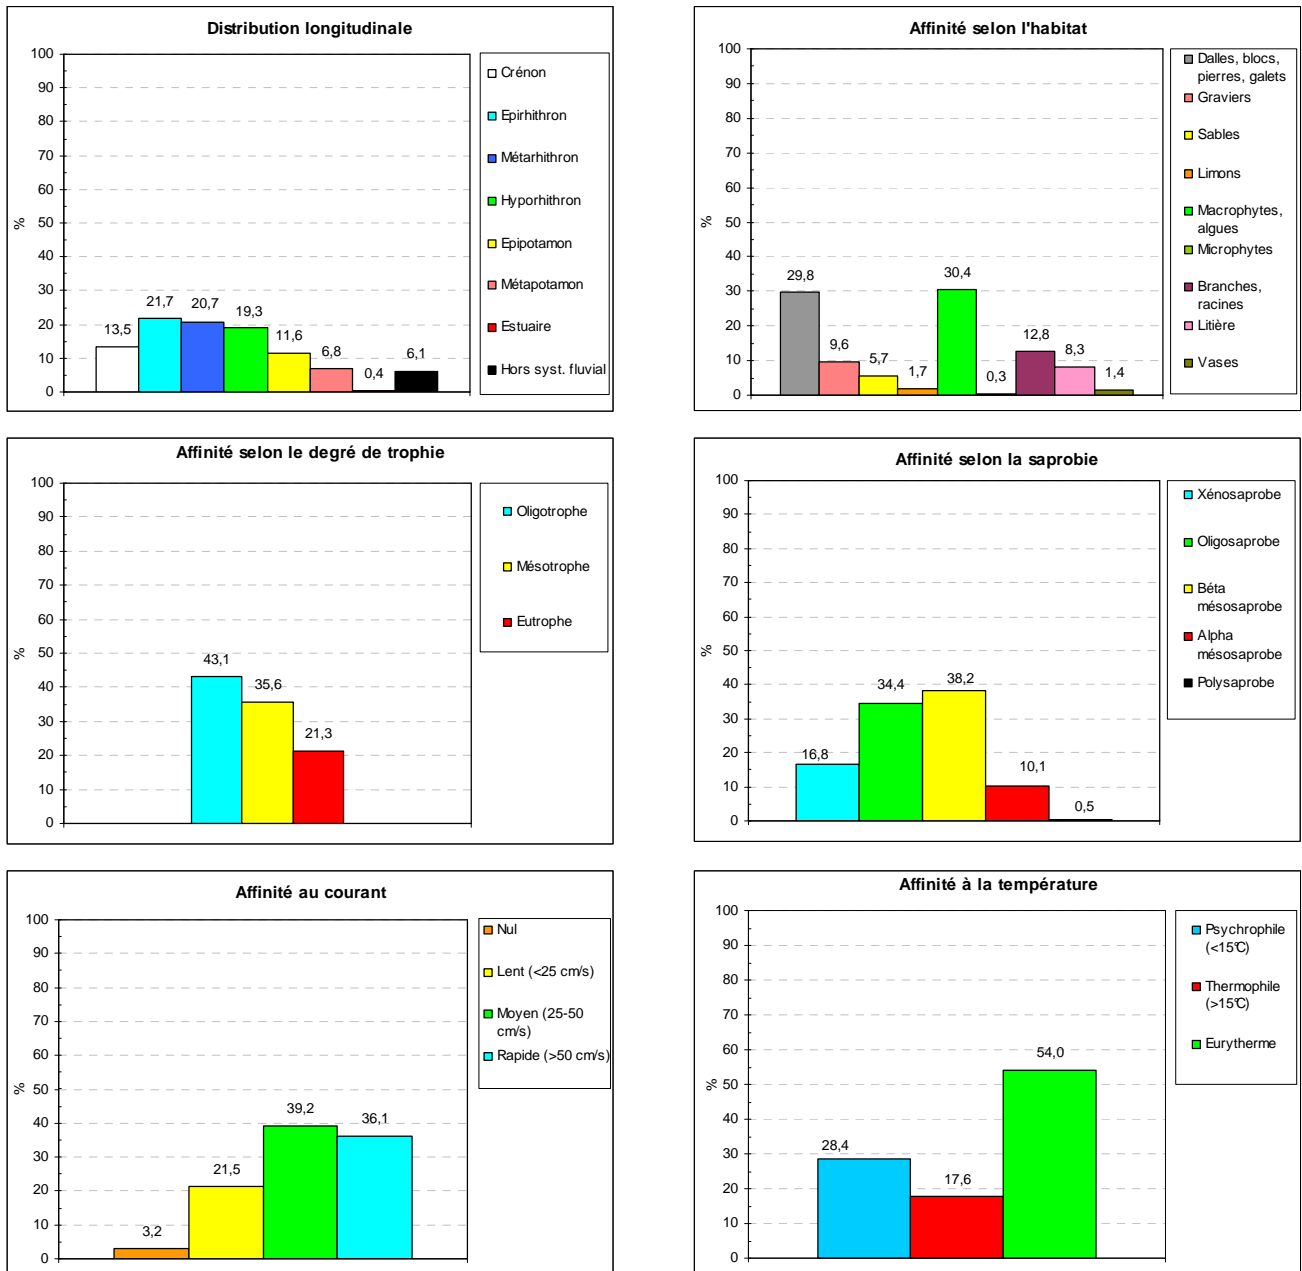 Distribution longitudinale
100
90
80
70
60
50
40
30
20
10
0
%
13,5
21,7
20,7
19,3
11,6
6,8
0,4
6,1
Crénon
Epirhithron
Métarhithron
Hyporhithron
Epipotamon
Métapotamon
Estuaire
Hors syst. fluvial
Affinité selon l'habitat
100
90
80
70
60
50
40
30
20
10
0
%
29,8
9,6
5,7
1,7
30,4
0,3
12,8
8,3
1,4
Dalles, blocs,
pierres, galets
Graviers
Sables
Limons
Macrophytes,
algues
Microphytes
Branches,
racines
Litière
Vases
Affinité selon le degré de trophie
100
90
80
70
60
50
40
30
20
10
0
%
43,1
35,6
21,3
Oligotrophe
Mésotrophe
Eutrophe
Affinité selon la saprobie
100
90
80
70
60
50
40
30
20
10
0
%
16,8
34,4
38,2
10,1
0,5
Xénosaprobe
Oligosaprobe
Béta
mésosaprobe
Alpha
mésosaprobe
Polysaprobe
Affinité au courant
100
90
80
70
60
50
40
30
20
10
0
%
3,2
21,5
39,2
36,1
Nul
Lent (<25 cm/s)
Moyen (25-50
cm/s)
Rapide (>50 cm/s)
Affinité à la température
100
90
80
70
60
50
40
30
20
10
0
%
28,4
17,6
54,0
Psychrophile
(<15°C)
Thermophile
(>15°C)
Eurytherme